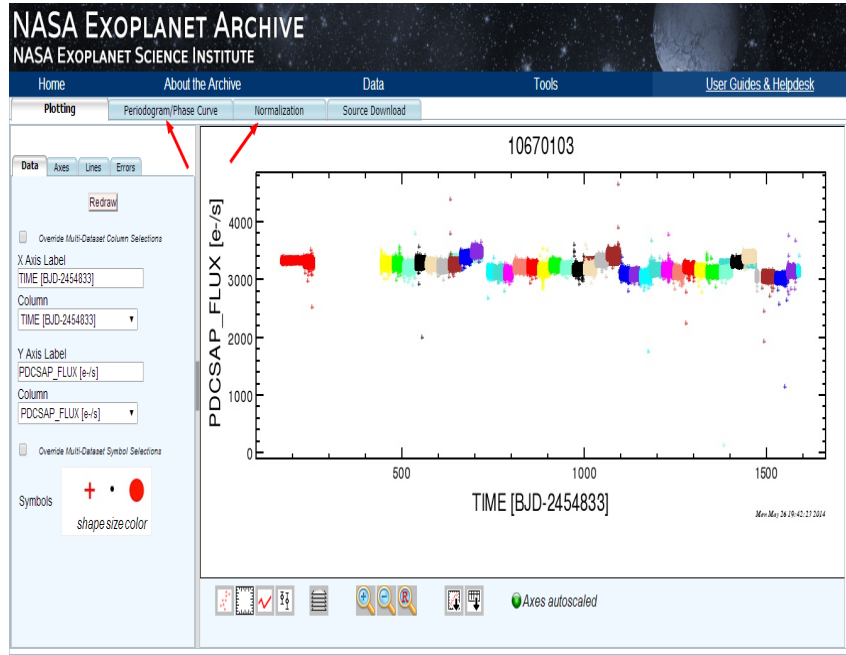 NASA EXOPLANET ARCHIVE
NASA EXOPLANET SCIENCE INSTITUTE
Home About the Archive Data Tools User Guides & Helpdesk
Plotting Periodogram/Phase Curve Normalization Source Download
Data Axes Lines Errors
Redraw
Override Multi-Dataset Column Selections
X Axis Label
TIME [BJD-2454833]
Column
TIME [BJD-2454833]
Y Axis Label
PDCSAP_FLUX [e-/s]
Column
PDCSAP_FLUX [e-/s]
Override Multi-Dataset Symbol Selections
Symbols
shape size color
10670103
PDCSAP_FLUX [e-/s]
4000
3000
2000
1000
0
500 1000 1500
TIME [BJD-2454833]
Mon May 26 19:42:23 2014
R
Axes autoscaled